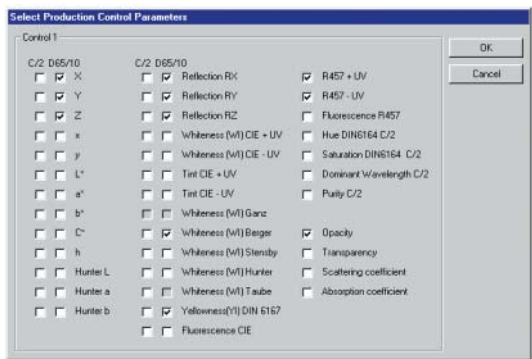 Select Production Control Parameters
Control 1
OK
Cancel
C/2 D65/10
X
Y
Z
x
y
L*
a*
b*
C*
h
Hunter L
Hunter a
Hunter b
C/2 D65/10
Reflection RX
Reflection RY
Reflection RZ
Whiteness (WI) CIE + UV
Whiteness (WI) CIE - UV
Tint CIE + UV
Tint CIE - UV
Whiteness (WI) Ganz
Whiteness (WI) Berger
Whiteness (WI) Stensby
Whiteness (WI) Hunter
Whiteness (WI) Taube
Yellowness(YI) DIN 6167
Fluorescence CIE
R457 + UV
R457 - UV
Fluorescence R457
Hue DIN6164 C/2
Saturation DIN6164 C/2
Dominant Wavelength C/2
Purity C/2
Opacity
Transparency
Scattering coefficient
Absorption coefficient